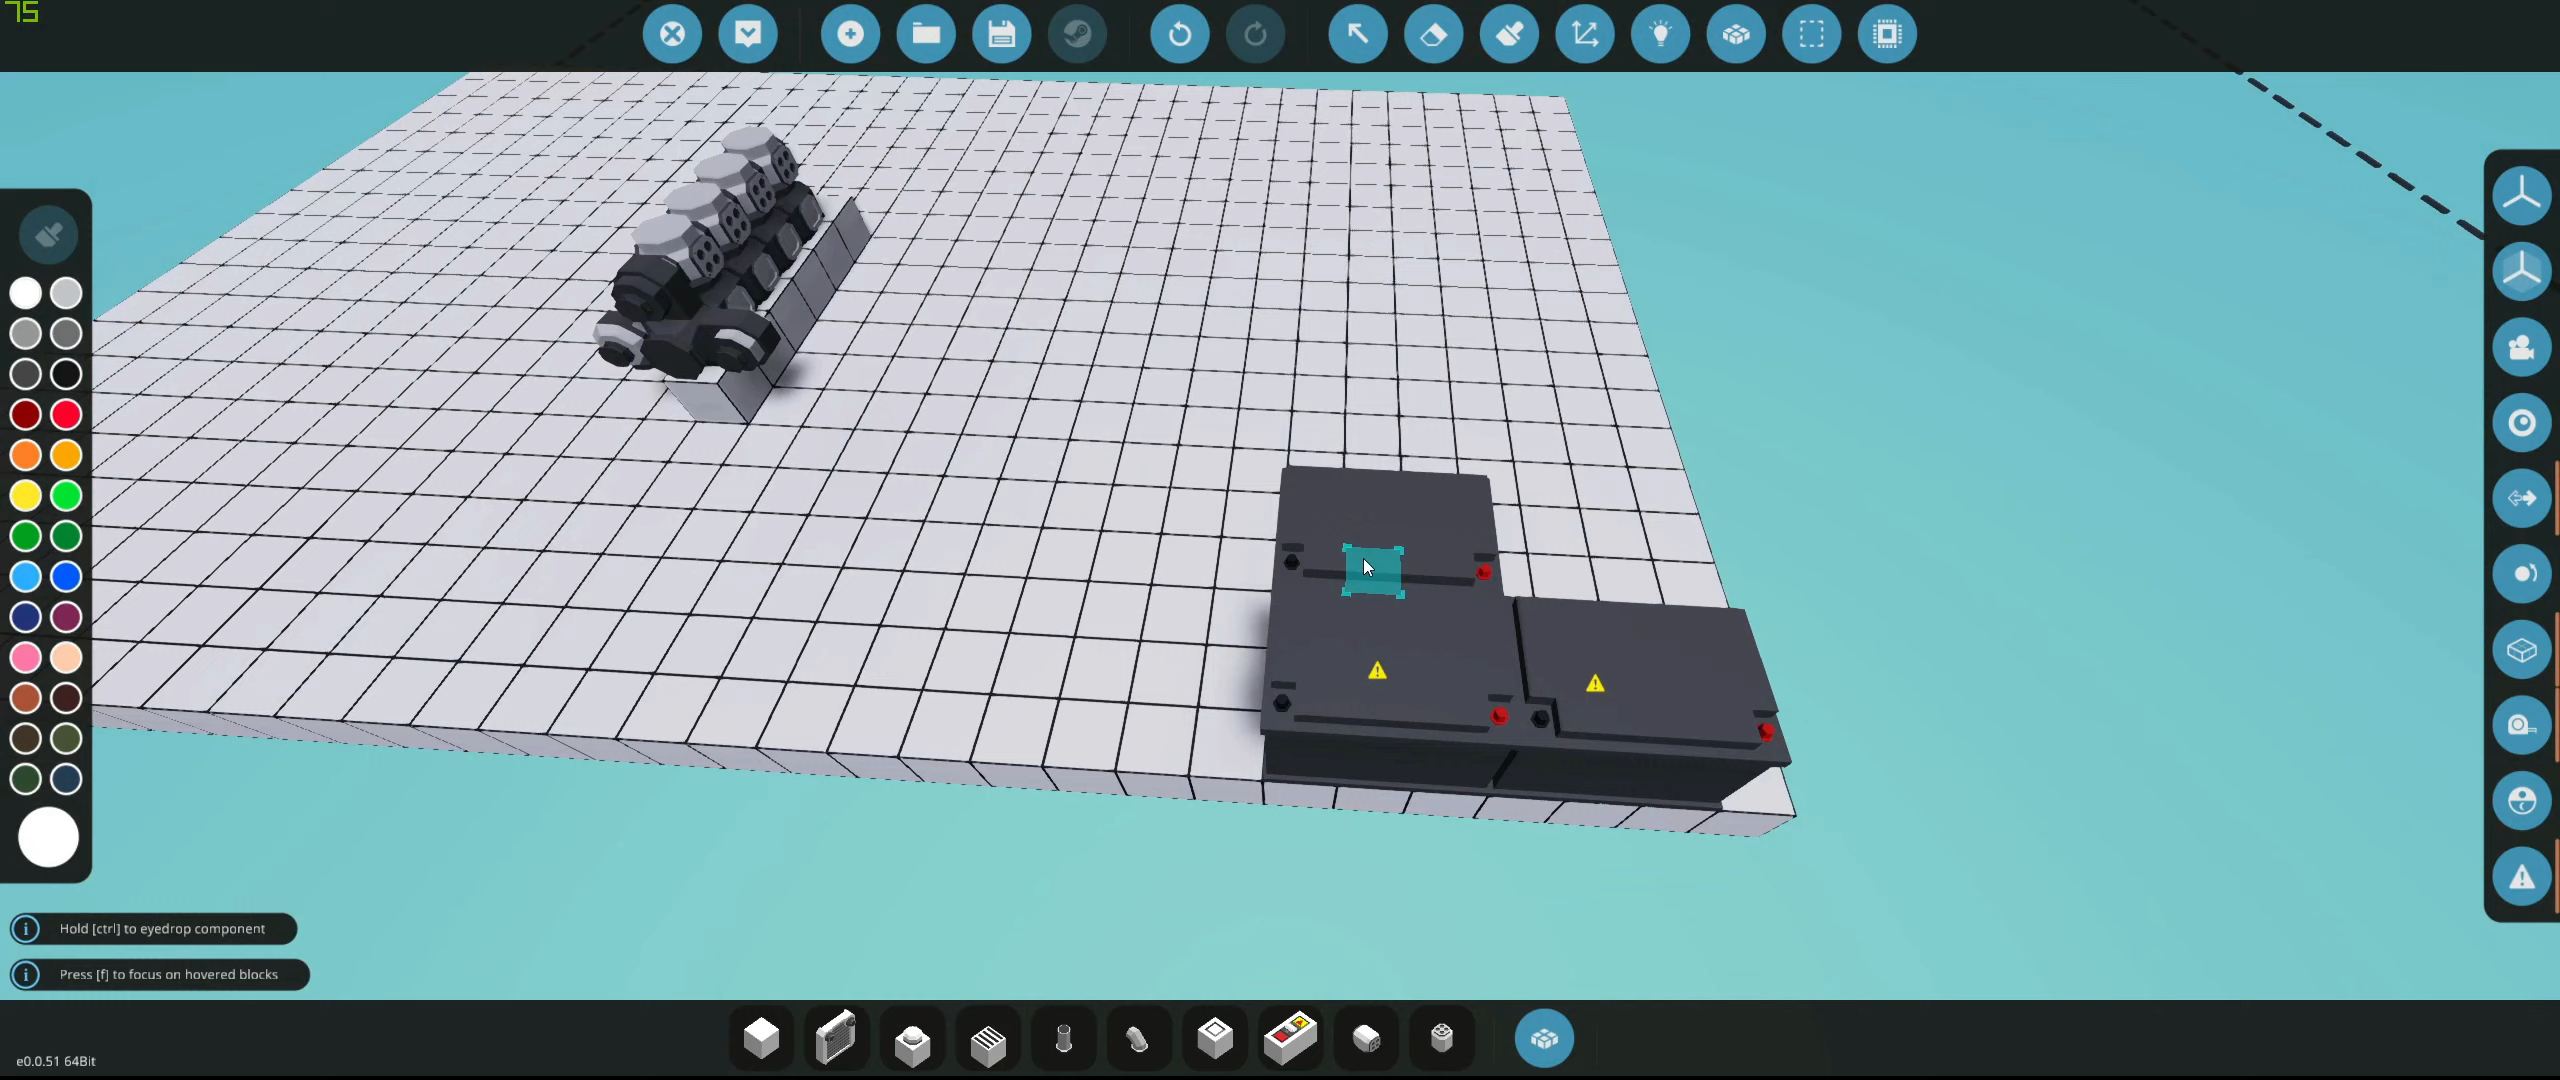 75
Hold [ctrl] to eyedrop component
Press [f] to focus on hovered blocks
e0.0.51 64Bit